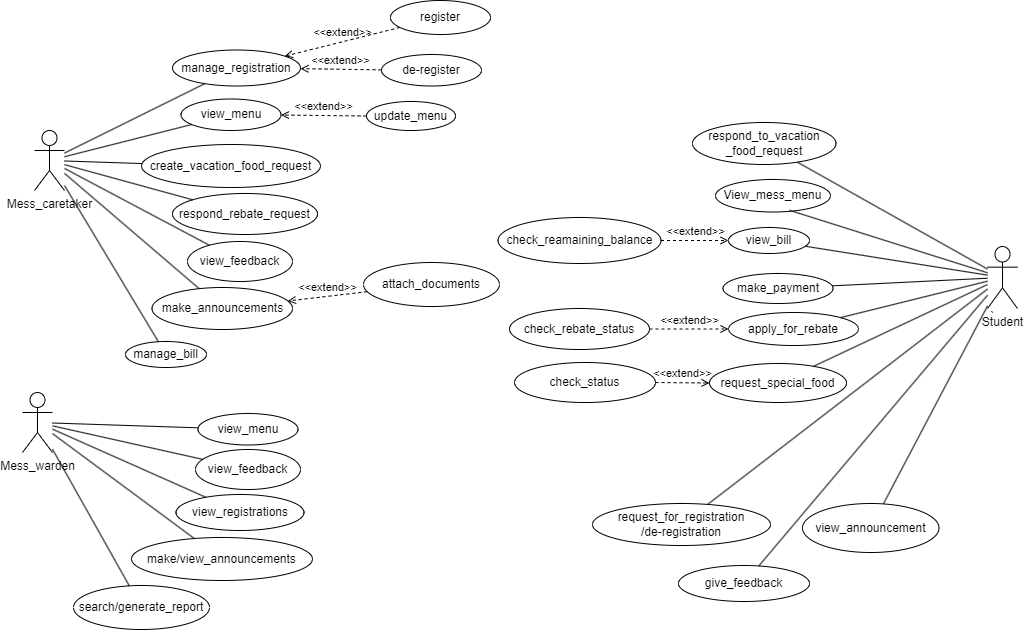 register
<<extend>>
manage_registration
<<extend>>
de-register
view_menu
<<extend>>
update_menu
create_vacation_food_request
Mess_caretaker
respond_rebate_request
view_feedback
<<extend>>
attach_documents
make_announcements
manage_bill
Mess_warden
view_menu
view_feedback
view_registrations
make/view_announcements
search/generate_report
respond_to_vacation
_food_request
View_mess_menu
check_reamaining_balance
<<extend>>
view_bill
make_payment
Student
check_rebate_status
<<extend>>
apply_for_rebate
check_status
<<extend>>
request_special_food
request_for_registration
/de-registration
view_announcement
give_feedback